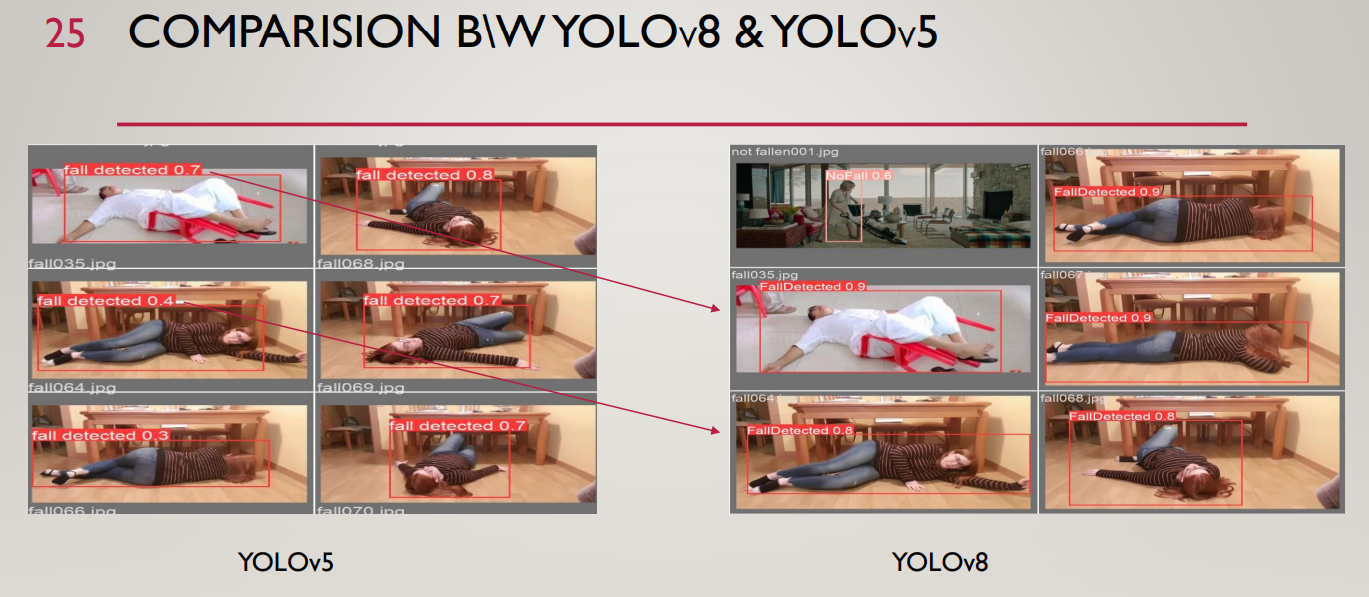 25 COMPARISION B\W YOLOv8 & YOLOv5
fall detected 0.7
fall detected 0.8
fall035.jpg
fall068.jpg
fall detected 0.4
fall detected 0.7
fall064.jpg
fall069.jpg
fall detected 0.3
fall detected 0.7
fall066.jpg
fall070.jpg
YOLOv5
not fallen001.jpg
fall066.jpg
NoFall 0.6
FallDetected 0.9
fall035.jpg
fall067.jpg
FallDetected 0.9
FallDetected 0.9
fall064.jpg
fall068.jpg
FallDetected 0.8
FallDetected 0.8
YOLOv8